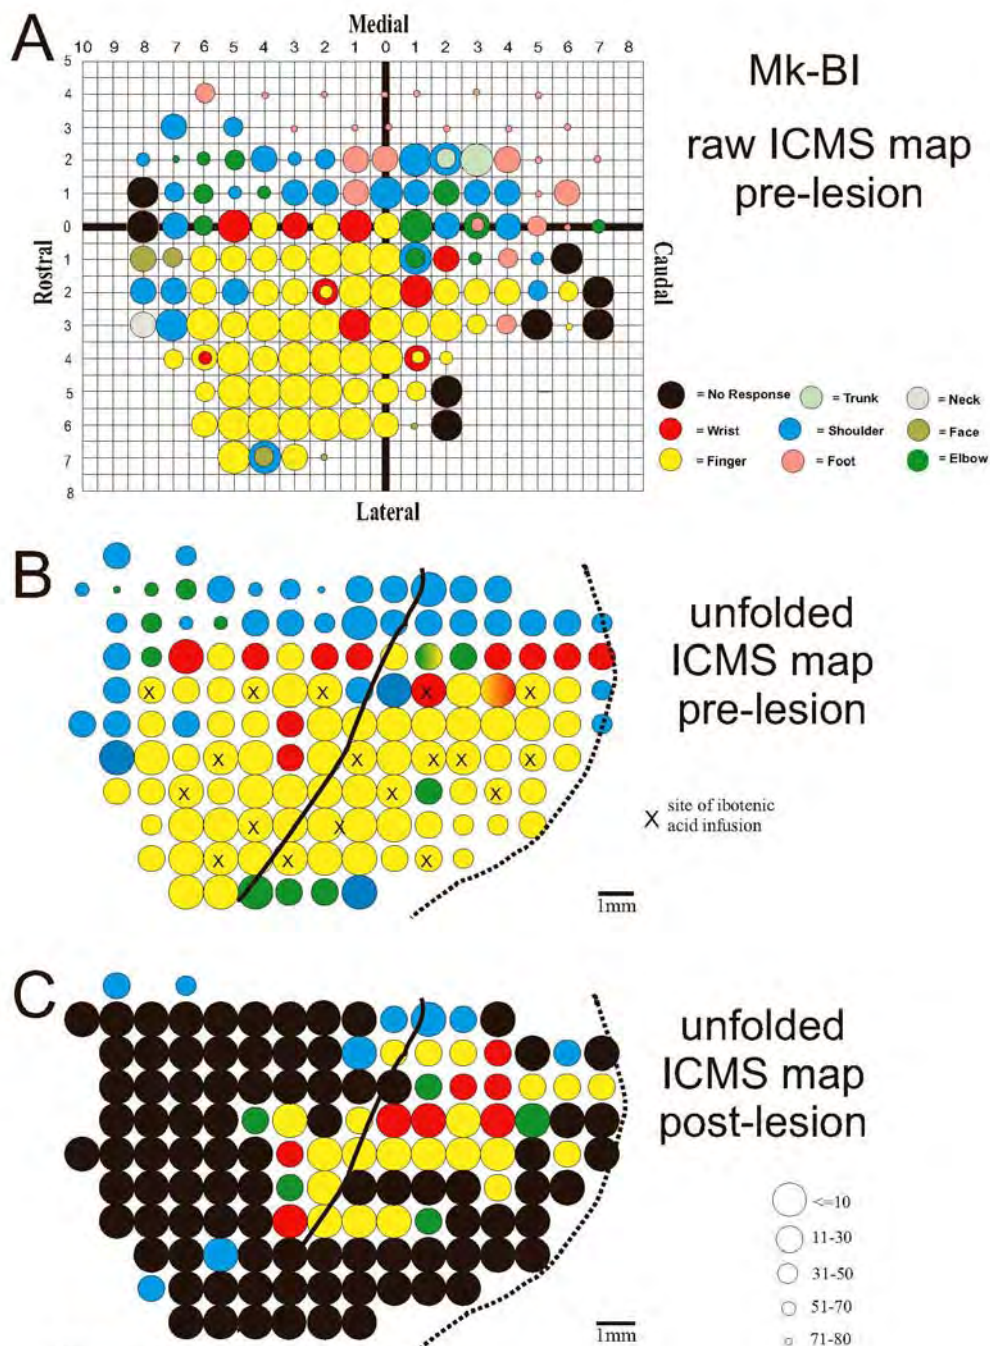 A
Medial
10 9 8 7 6 5 4 3 2 1 0 1 2 3 4 5 6 7 8
5
4
3
2
1
0
1
2
3
4
5
6
7
8
Rostral
Caudal
Lateral
Mk-BI
raw ICMS map
pre-lesion
= No Response
= Trunk
= Neck
= Wrist
= Shoulder
= Face
= Finger
= Foot
= Elbow
B
unfolded
ICMS map
pre-lesion
X X X X X
X X X X
X X X
X X
X X X
X site of ibotenic
acid infusion
1mm
C
unfolded
ICMS map
post-lesion
<=10
11-30
31-50
51-70
71-80
1mm